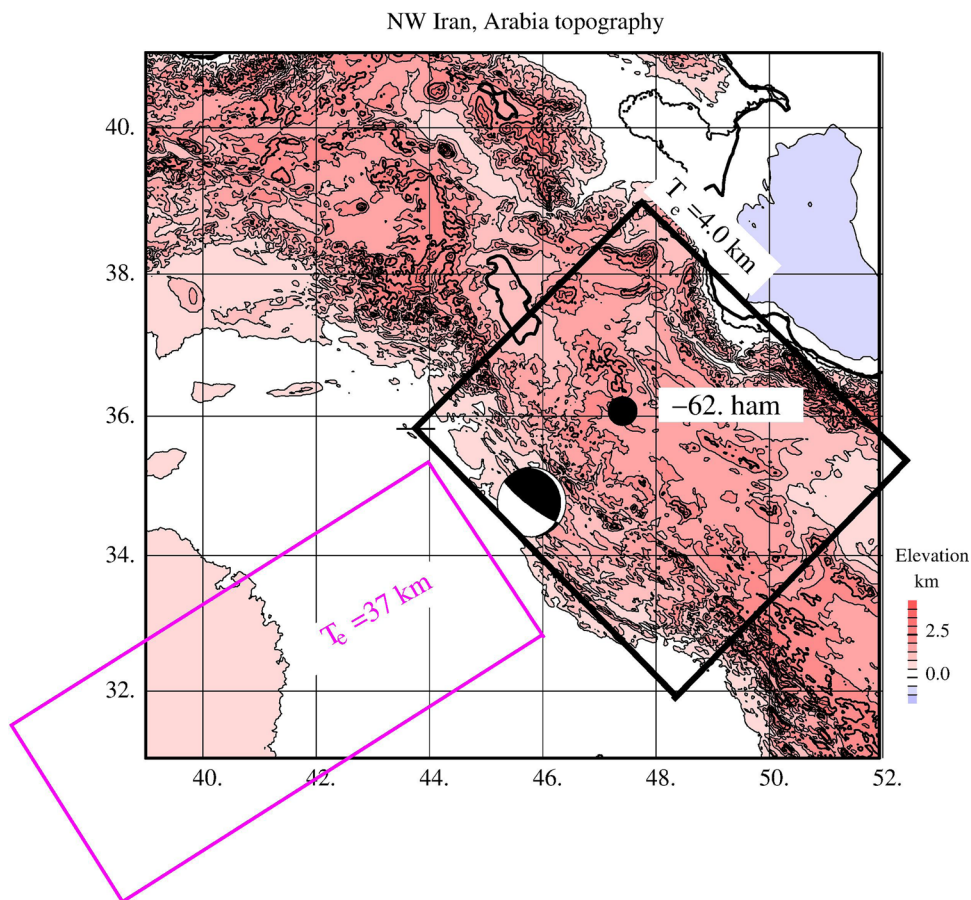 NW Iran, Arabia topography
40.
38.
36.
34.
32.
40.
42.
44.
46.
48.
50.
52.
Te=4.0 km
−62. ham
Te=37 km
Elevation
km
2.5
0.0